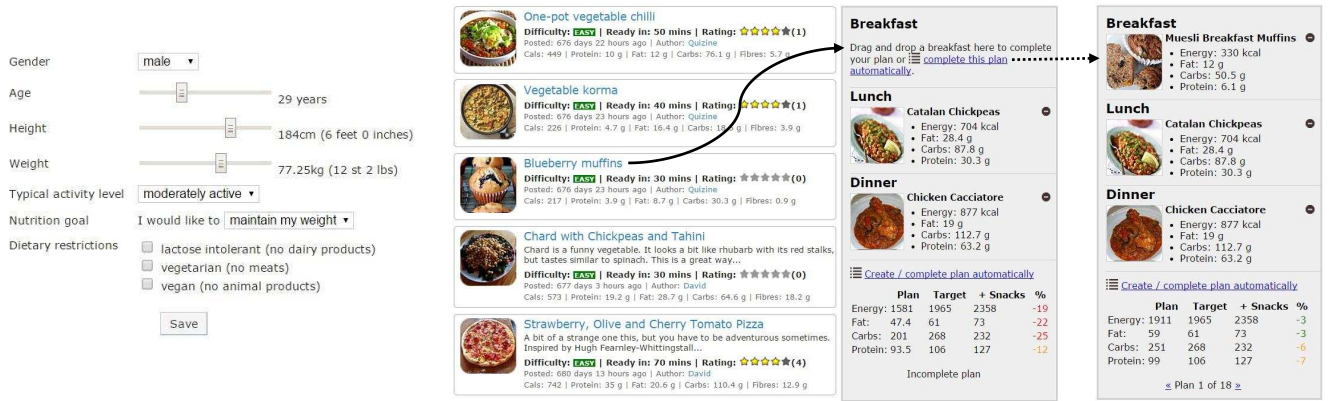 Gender male
Age 29 years
Height 184cm (6 feet 0 inches)
Weight 77.25kg (12 st 2 lbs)
Typical activity level moderately active
Nutrition goal I would like to maintain my weight
Dietary restrictions
lactose intolerant (no dairy products)
vegetarian (no meats)
vegan (no animal products)
Save
One-pot vegetable chilli
Difficulty: EASY | Ready in: 50 mins | Rating: (1)
Posted: 676 days 22 hours ago | Author: Quizine
Cals: 449 | Protein: 10 g | Fat: 12 g | Carbs: 76.1 g | Fibres: 5.7 g
Vegetable korma
Difficulty: EASY | Ready in: 40 mins | Rating: (1)
Posted: 676 days 23 hours ago | Author: Quizine
Cals: 226 | Protein: 4.7 g | Fat: 16.4 g | Carbs: g | Fibres: 3.9 g
Blueberry muffins
Difficulty: EASY | Ready in: 30 mins | Rating: (0)
Posted: 676 days 23 hours ago | Author: Quizine
Cals: 217 | Protein: 3.9 g | Fat: 8.7 g | Carbs: 30.3 g | Fibres: 0.9 g
Chard with Chickpeas and Tahini
Chard is a funny vegetable. It looks a bit like rhubarb with its red stalks,
but tastes similar to spinach. This is a great way...
Difficulty: EASY | Ready in: 30 mins | Rating: (0)
Posted: 677 days 3 hours ago | Author: David
Cals: 573 | Protein: 19.2 g | Fat: 28.7 g | Carbs: 64.6 g | Fibres: 18.2 g
Strawberry, Olive and Cherry Tomato Pizza
A bit of a strange one this, but you have to be adventurous sometimes.
Inspired by Hugh Fearnley-Whittingstall...
Difficulty: EASY | Ready in: 70 mins | Rating: (4)
Posted: 680 days 13 hours ago | Author: David
Cals: 742 | Protein: 35 g | Fat: 20.6 g | Carbs: 110.4 g | Fibres: 12.9 g
Breakfast
Drag and drop a breakfast here to complete
your plan or complete this plan
automatically.
Lunch
Catalan Chickpeas
Energy: 704 kcal
Fat: 28.4 g
Carbs: 87.8 g
Protein: 30.3 g
Dinner
Chicken Cacciatore
Energy: 877 kcal
Fat: 19 g
Carbs: 112.7 g
Protein: 63.2 g
Create / complete plan automatically
Plan Target + Snacks %
Energy: 1581 1965 2358 -19
Fat: 47.4 61 73 -22
Carbs: 201 268 232 -25
Protein: 93.5 106 127 -12
Incomplete plan
Breakfast
Muesli Breakfast Muffins
Energy: 330 kcal
Fat: 12 g
Carbs: 50.5 g
Protein: 6.1 g
Lunch
Catalan Chickpeas
Energy: 704 kcal
Fat: 28.4 g
Carbs: 87.8 g
Protein: 30.3 g
Dinner
Chicken Cacciatore
Energy: 877 kcal
Fat: 19 g
Carbs: 112.7 g
Protein: 63.2 g
Create / complete plan automatically
Plan Target + Snacks %
Energy: 1911 1965 2358 -3
Fat: 59 61 73 -3
Carbs: 251 268 232 -6
Protein: 99 106 127 -7
« Plan 1 of 18 »